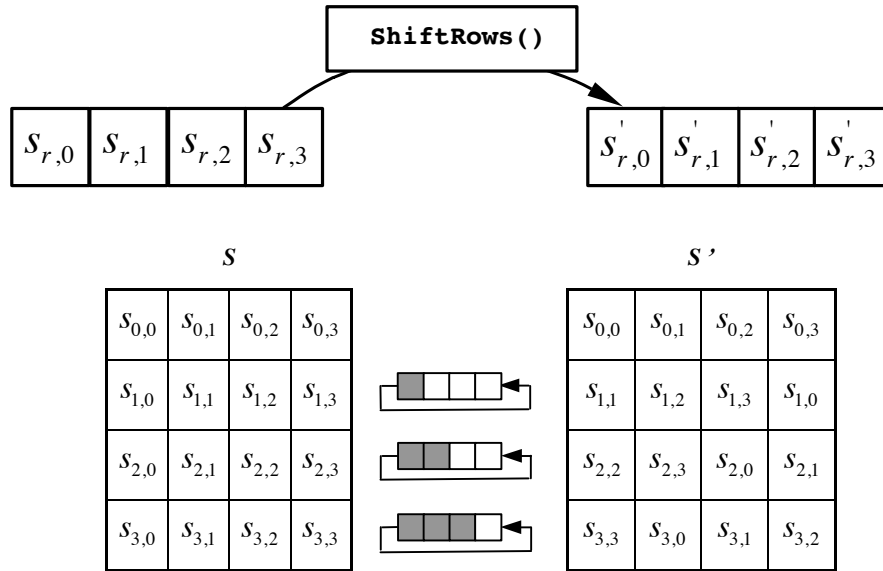 ShiftRows()
s_{r,0} s_{r,1} s_{r,2} s_{r,3} s'_{r,0} s'_{r,1} s'_{r,2} s'_{r,3}
S S'
s_{0,0} s_{0,1} s_{0,2} s_{0,3} s_{0,0} s_{0,1} s_{0,2} s_{0,3}
s_{1,0} s_{1,1} s_{1,2} s_{1,3} s_{1,1} s_{1,2} s_{1,3} s_{1,0}
s_{2,0} s_{2,1} s_{2,2} s_{2,3} s_{2,2} s_{2,3} s_{2,0} s_{2,1}
s_{3,0} s_{3,1} s_{3,2} s_{3,3} s_{3,3} s_{3,0} s_{3,1} s_{3,2}